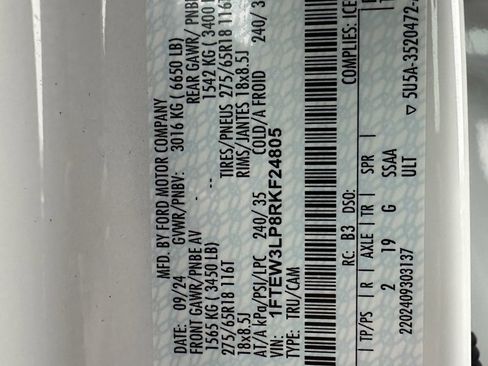 MFD. BY FORD MOTOR COMPANY
DATE: 09/24 GVWR/PNBV: 3016 KG ( 6650 LB)
FRONT GAWR/PNBE AV REAR GAWR/ PNBE
1565 KG ( 3450 LB) 1542 KG ( 3400 LB
275/65R18 116T TIRES/PNEUS 275/65R18 116T
18x8.5J RIMS/JANTES 18x8.5J
AT/A kPa/PSI/LPC 240/ 35 COLD/A FROID 240/ 3
VIN: 1FTEW3LP8RKF24805
TYPE: TRU/CAM COMPLIES: ICE
RC: B3 DSO:
TP/PS R AXLE TR SPR
2 19 G SSAA
ULT
2202409303137 ▽ 5U5A-3520472-